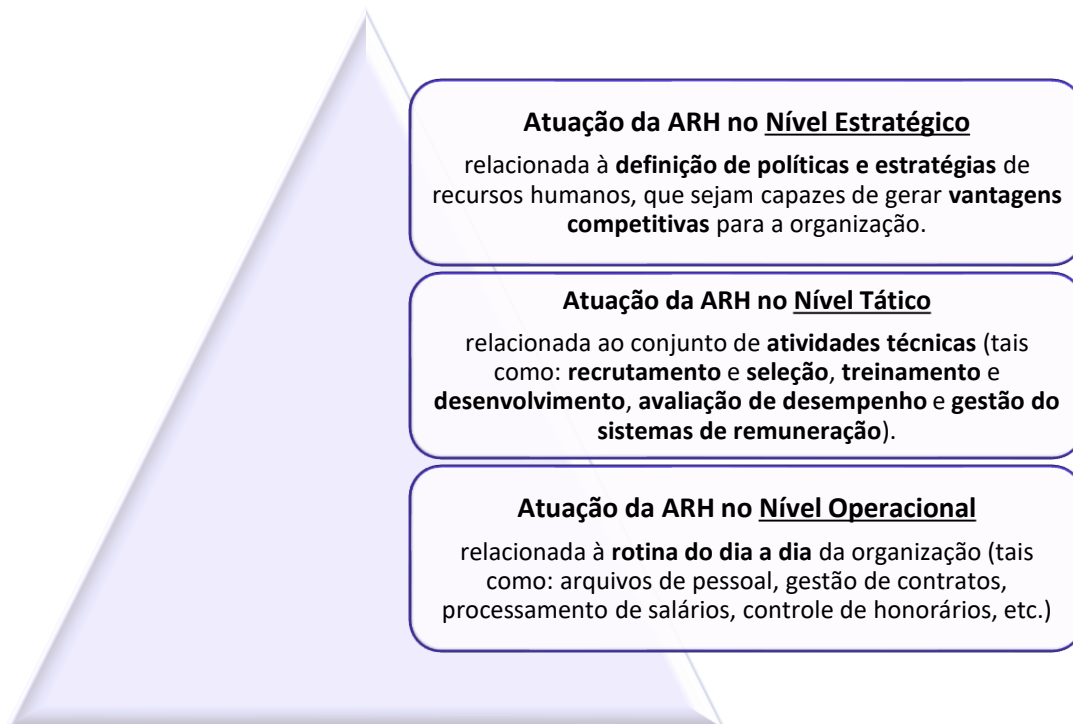 Atuação da ARH no Nível Estratégico
relacionada à definição de políticas e estratégias de
recursos humanos, que sejam capazes de gerar vantagens
competitivas para a organização.
Atuação da ARH no Nível Tático
relacionada ao conjunto de atividades técnicas (tais
como: recrutamento e seleção, treinamento e
desenvolvimento, avaliação de desempenho e gestão do
sistemas de remuneração).
Atuação da ARH no Nível Operacional
relacionada à rotina do dia a dia da organização (tais
como: arquivos de pessoal, gestão de contratos,
processamento de salários, controle de honorários, etc.)